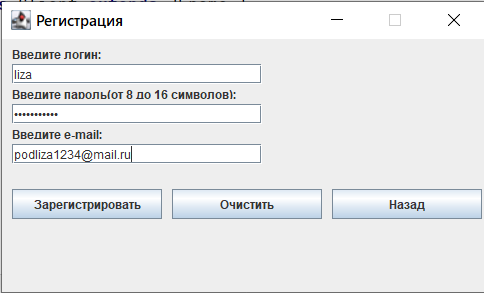 Регистрация
Введите логин:
liza
Введите пароль(от 8 до 16 символов):
•••••••••••
Введите e-mail:
podliza1234@mail.ru
Зарегистрировать Очистить Назад